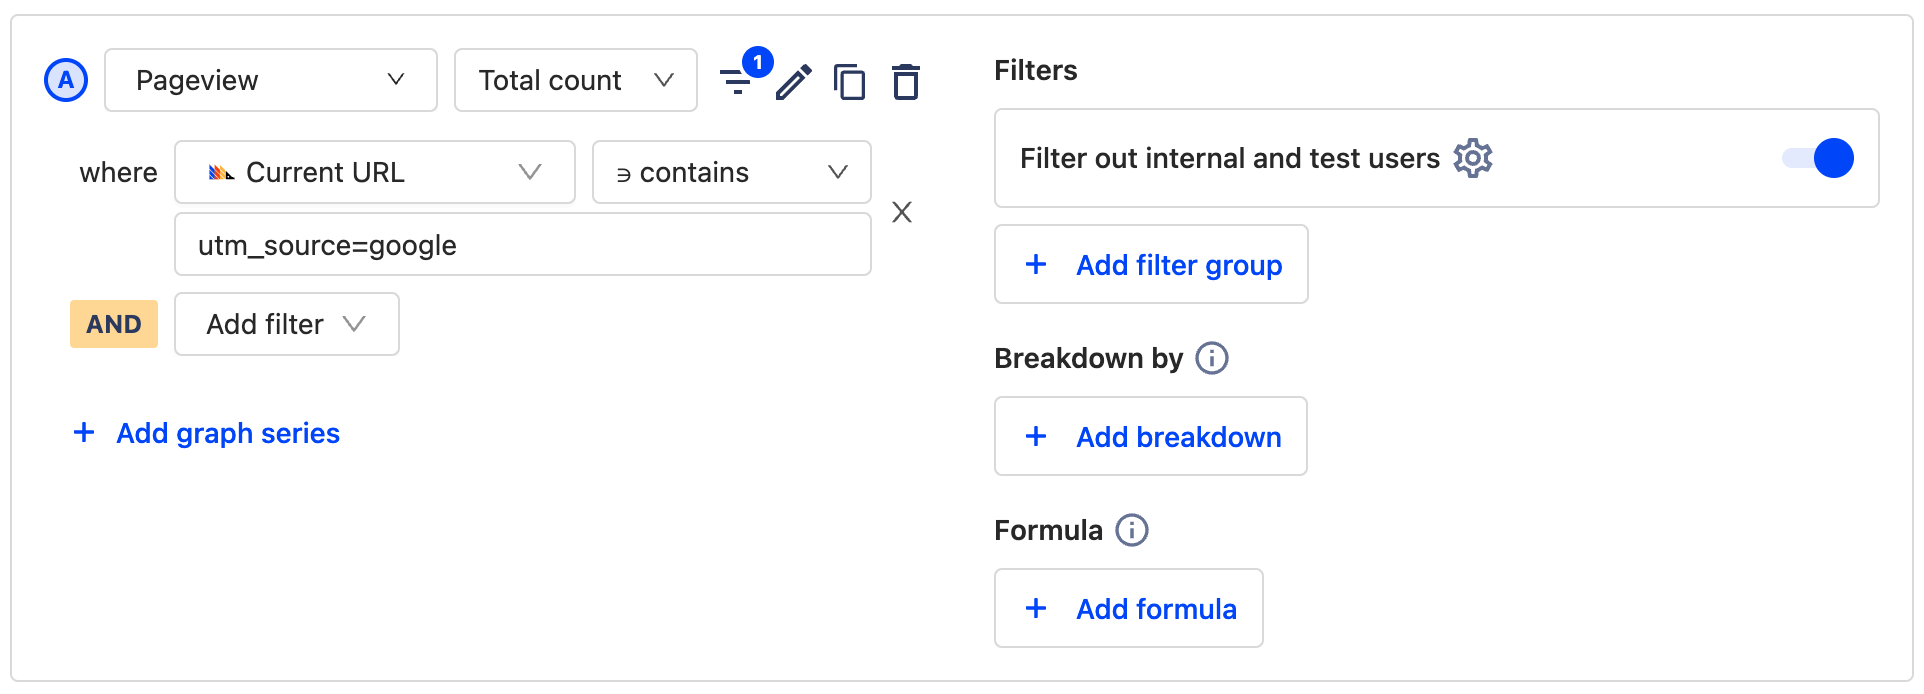 A
Pageview
Total count
1
where
Current URL
∋ contains
utm_source=google
AND
Add filter
+ Add graph series
Filters
Filter out internal and test users
+ Add filter group
Breakdown by
+ Add breakdown
Formula
+ Add formula